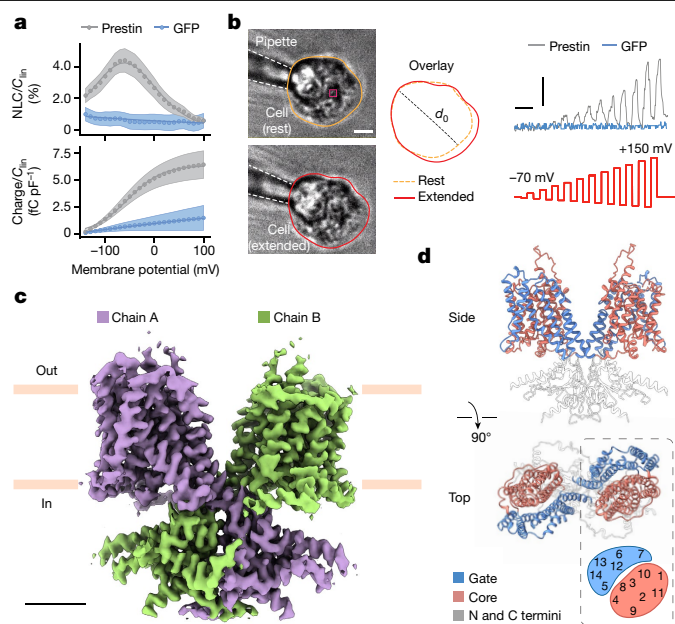 a
Prestin GFP
NLC/Clin
(%)
4.0
2.0
0
Charge/Clin
(fC pF−1)
7.5
5.0
2.5
0
−100 0 100
Membrane potential (mV)
b
Pipette
Cell
(rest)
Cell
(extended)
Overlay
d0
Rest
Extended
Prestin GFP
+150 mV
−70 mV
c
Chain A Chain B
Out
In
d
Side
90°
Top
Gate
Core
N and C termini
13 6 7
14 12
5
10 1
8 3
4 2 11
9